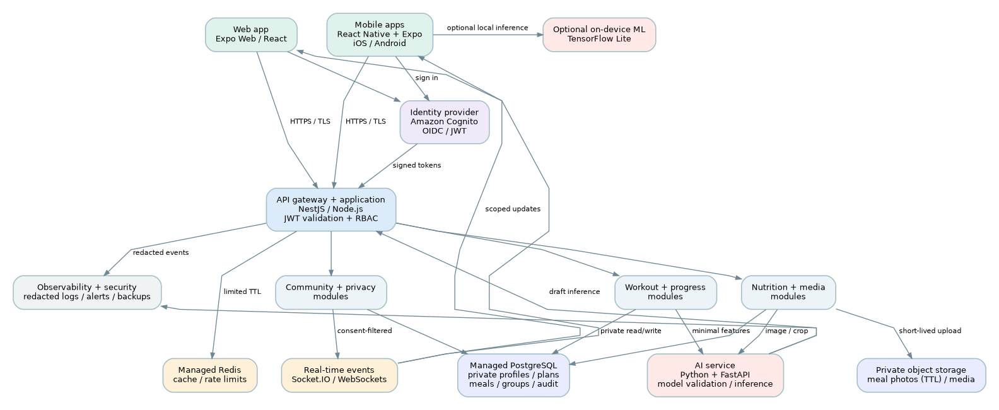 Web app
Expo Web / React
Mobile apps
React Native + Expo
iOS / Android
optional local inference
Optional on-device ML
TensorFlow Lite
sign in
HTTPS / TLS
HTTPS / TLS
Identity provider
Amazon Cognito
OIDC / JWT
signed tokens
API gateway + application
NestJS / Node.js
JWT validation + RBAC
scoped updates
redacted events
Observability + security
redacted logs / alerts / backups
limited TTL
Community + privacy
modules
draft inference
Workout + progress
modules
Nutrition + media
modules
consent-filtered
private read/write
minimal features
image / crop
short-lived upload
Managed Redis
cache / rate limits
Real-time events
Socket.IO / WebSockets
Managed PostgreSQL
private profiles / plans
meals / groups / audit
AI service
Python + FastAPI
model validation / inference
Private object storage
meal photos (TTL) / media